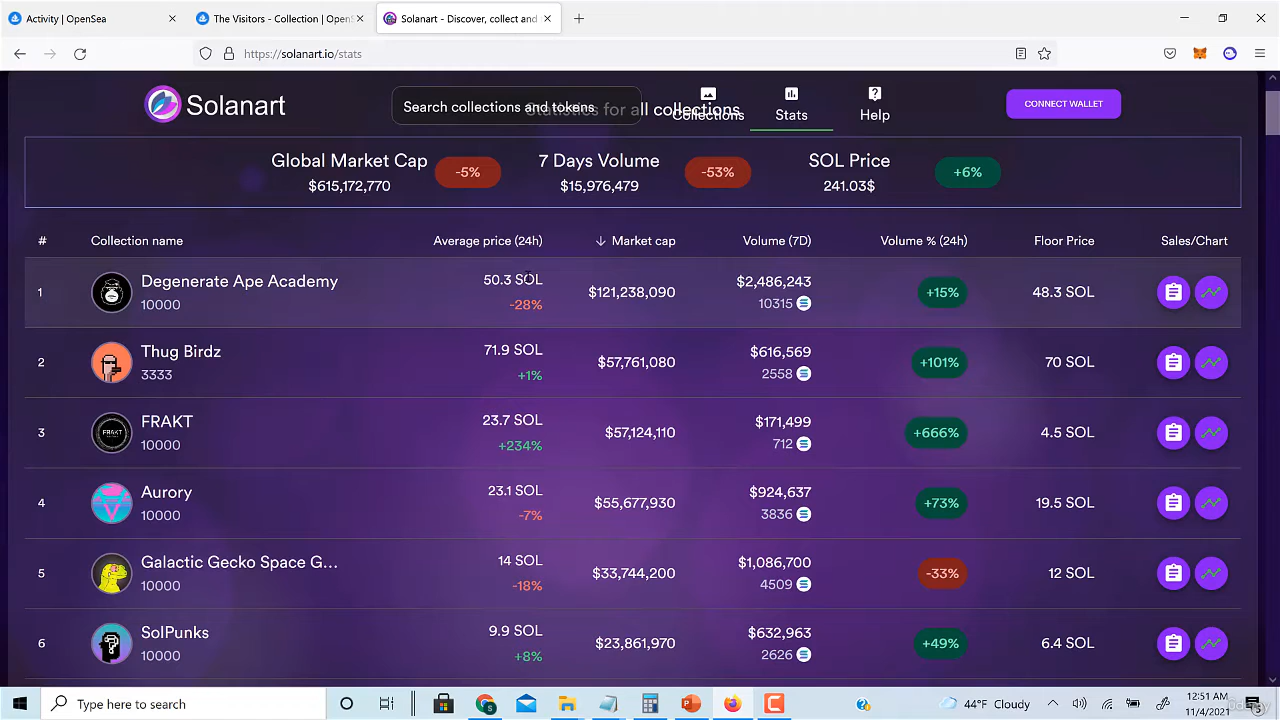 Activity | OpenSea
The Visitors - Collection | OpenS
Solanart - Discover, collect and
https://solanart.io/stats
Solanart
Search collections and tokens
Statistics for all collections
Collections
Stats
Help
CONNECT WALLET
Global Market Cap
$615,172,770
-5%
7 Days Volume
$15,976,479
-53%
SOL Price
241.03$
+6%
# Collection name Average price (24h) Market cap Volume (7D) Volume % (24h) Floor Price Sales/Chart
1 Degenerate Ape Academy 50.3 SOL $121,238,090 $2,486,243 +15% 48.3 SOL
10000 -28% 10315
2 Thug Birdz 71.9 SOL $57,761,080 $616,569 +101% 70 SOL
3333 +1% 2558
3 FRAKT 23.7 SOL $57,124,110 $171,499 +666% 4.5 SOL
FRAKT
10000 +234% 712
4 Aurory 23.1 SOL $55,677,930 $924,637 +73% 19.5 SOL
10000 -7% 3836
5 Galactic Gecko Space G... 14 SOL $33,744,200 $1,086,700 -33% 12 SOL
10000 -18% 4509
6 SolPunks 9.9 SOL $23,861,970 $632,963 +49% 6.4 SOL
10000 +8% 2626
Type here to search
44°F Cloudy
12:51 AM
11/4/2021
3